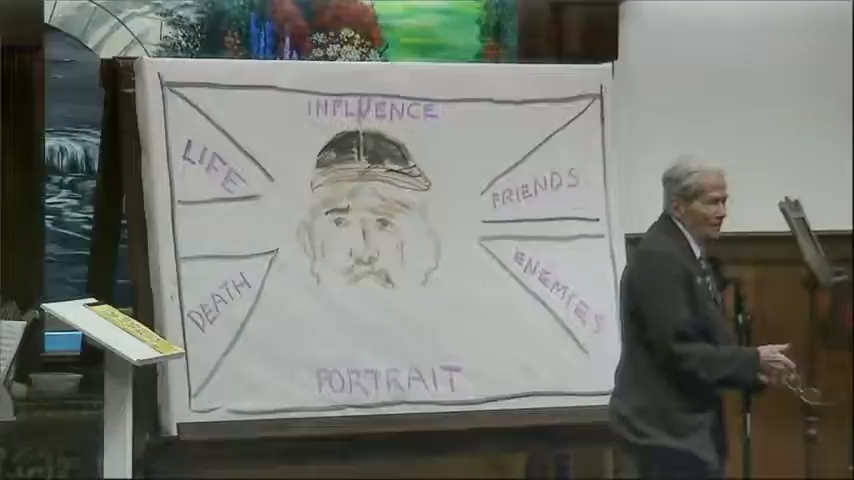 INFLUENCE
LIFE
FRIENDS
DEATH
ENEMIES
PORTRAIT